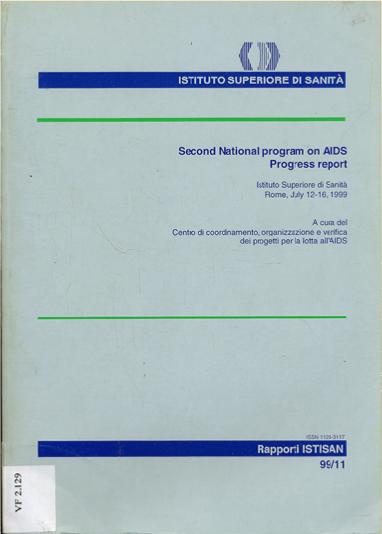 ISTITUTO SUPERIORE DI SANITÀ
Second National program on AIDS
Progress report
Istituto Superiore di Sanità
Rome, July 12-16, 1999
A cura del
Centro di coordinamento, organizzazione e verifica
dei progetti per la lotta all'AIDS
ISSN 1123-3117
Rapporti ISTISAN
99/11
VF 2.129